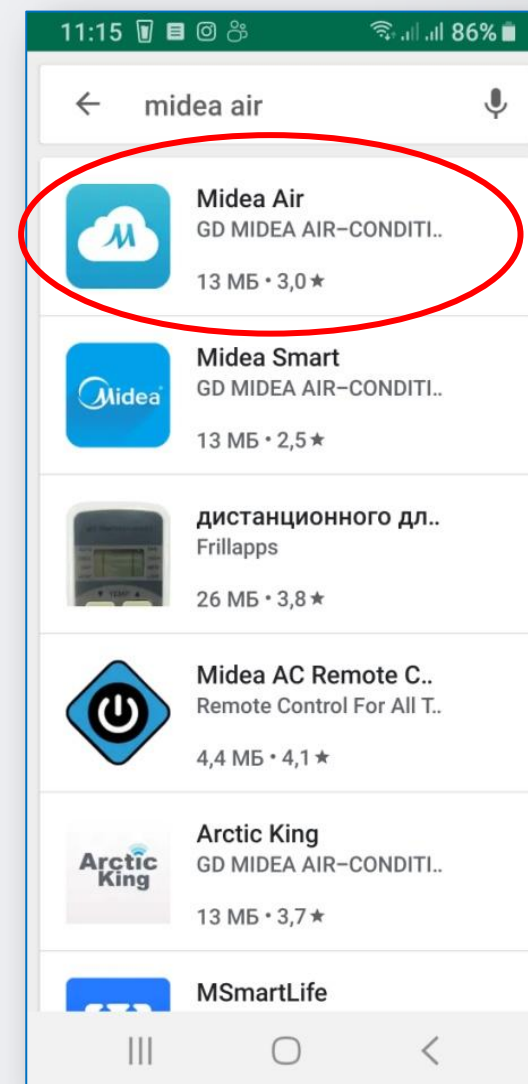 11:15
86%
midea air
Midea Air
GD MIDEA AIR-CONDITI..
13 МБ • 3,0★
Midea
Midea Smart
GD MIDEA AIR-CONDITI..
13 МБ • 2,5★
дистанционного дл..
Frillapps
26 МБ • 3,8★
Midea AC Remote C..
Remote Control For All T..
4,4 МБ • 4,1★
Arctic
King
Arctic King
GD MIDEA AIR-CONDITI..
13 МБ • 3,7★
MSmartLife